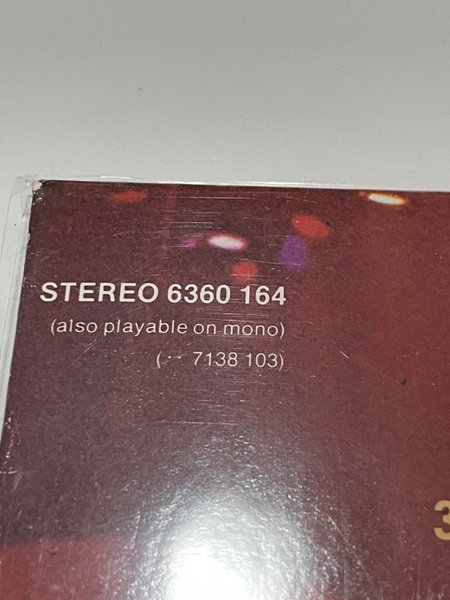 STEREO 6360 164
(also playable on mono)
(·· 7138 103)
3